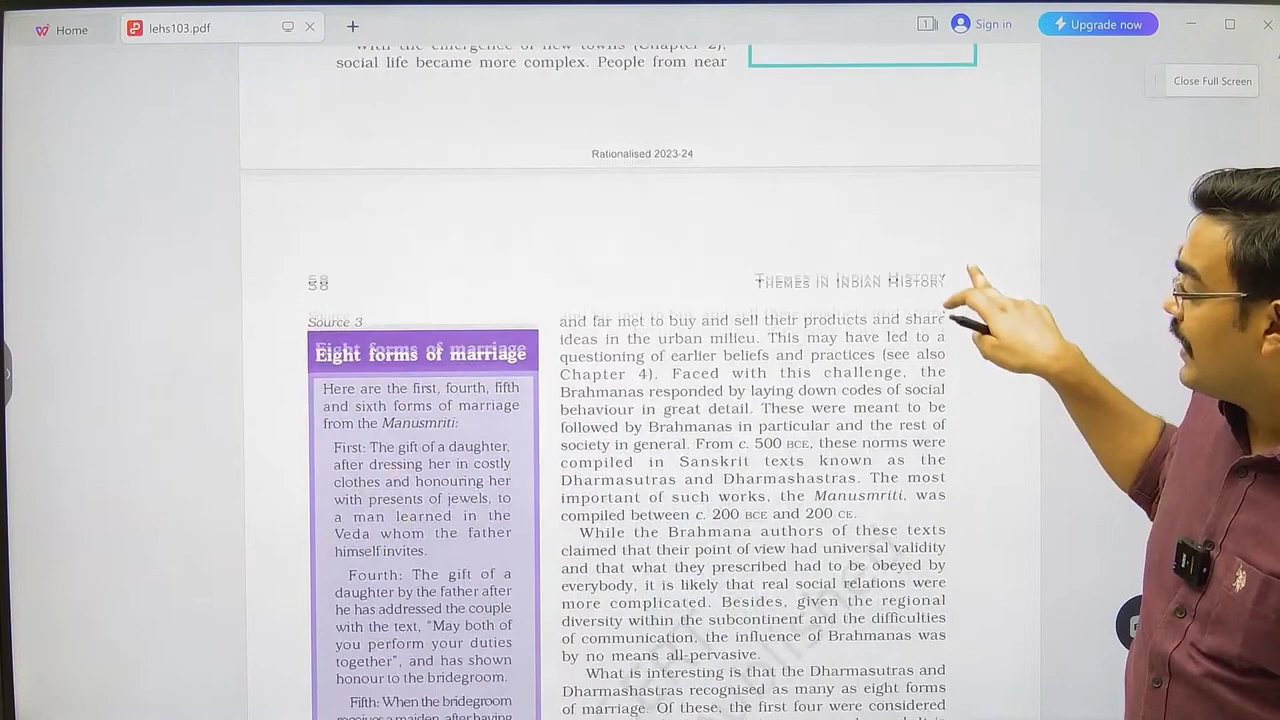 Home
lehs103.pdf
1
Sign in
Upgrade now
Close Full Screen
with the emergence of new towns (Chapter 2),
social life became more complex. People from near
Rationalised 2023-24
58
THEMES IN INDIAN HISTORY
Source 3
Eight forms of marriage
Here are the first, fourth, fifth
and sixth forms of marriage
from the Manusmriti:
First: The gift of a daughter,
after dressing her in costly
clothes and honouring her
with presents of jewels, to
a man learned in the
Veda whom the father
himself invites.
Fourth: The gift of a
daughter by the father after
he has addressed the couple
with the text, “May both of
you perform your duties
together”, and has shown
honour to the bridegroom.
Fifth: When the bridegroom
receives a maiden, after having
and far met to buy and sell their products and share
ideas in the urban milieu. This may have led to a
questioning of earlier beliefs and practices (see also
Chapter 4). Faced with this challenge, the
Brahmanas responded by laying down codes of social
behaviour in great detail. These were meant to be
followed by Brahmanas in particular and the rest of
society in general. From c. 500 BCE, these norms were
compiled in Sanskrit texts known as the
Dharmasutras and Dharmashastras. The most
important of such works, the Manusmriti, was
compiled between c. 200 BCE and 200 CE.
While the Brahmana authors of these texts
claimed that their point of view had universal validity
and that what they prescribed had to be obeyed by
everybody, it is likely that real social relations were
more complicated. Besides, given the regional
diversity within the subcontinent and the difficulties
of communication, the influence of Brahmanas was
by no means all-pervasive.
What is interesting is that the Dharmasutras and
Dharmashastras recognised as many as eight forms
of marriage. Of these, the first four were considered